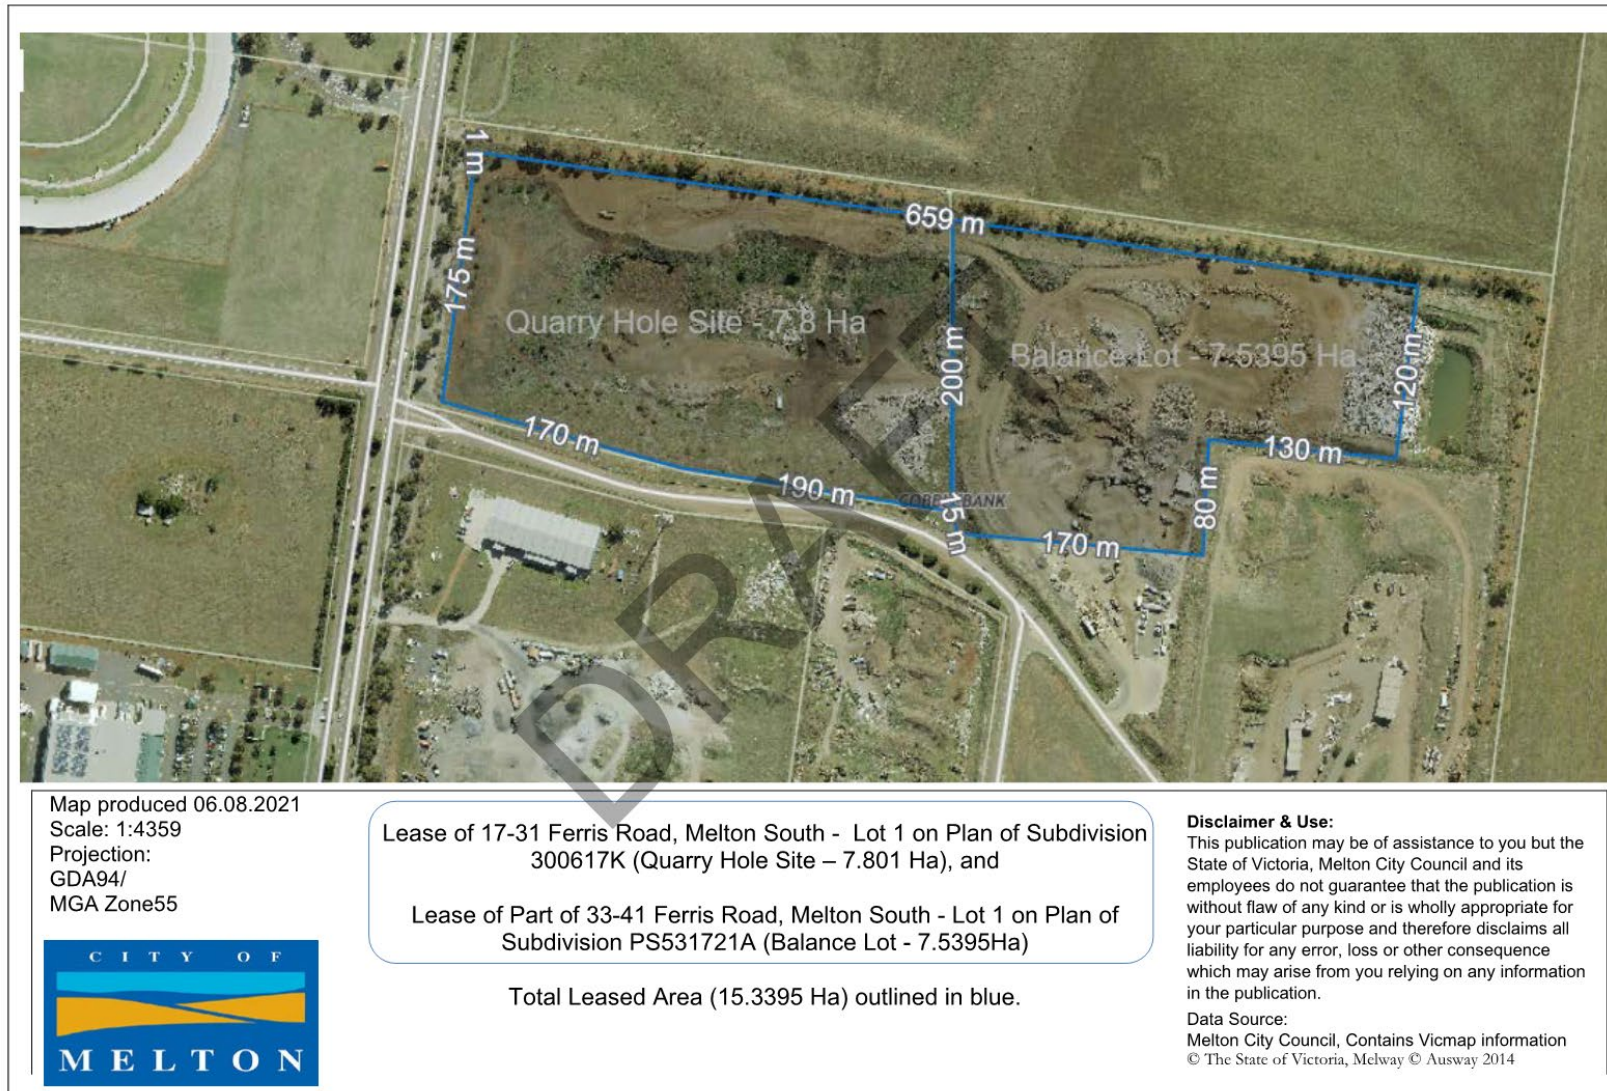 1 m
659 m
175 m
Quarry Hole Site - 7.8 Ha
200 m
Balance Lot - 7.5395 Ha
120 m
170 m
130 m
190 m
15 m
80 m
170 m
DRAFT
Map produced 06.08.2021
Scale: 1:4359
Projection:
GDA94/
MGA Zone55
CITY OF
MELTON
Lease of 17-31 Ferris Road, Melton South - Lot 1 on Plan of Subdivision
300617K (Quarry Hole Site – 7.801 Ha), and
Lease of Part of 33-41 Ferris Road, Melton South - Lot 1 on Plan of
Subdivision PS531721A (Balance Lot - 7.5395Ha)
Total Leased Area (15.3395 Ha) outlined in blue.
Disclaimer & Use:
This publication may be of assistance to you but the
State of Victoria, Melton City Council and its
employees do not guarantee that the publication is
without flaw of any kind or is wholly appropriate for
your particular purpose and therefore disclaims all
liability for any error, loss or other consequence
which may arise from you relying on any information
in the publication.
Data Source:
Melton City Council, Contains Vicmap information
© The State of Victoria, Melway © Ausway 2014